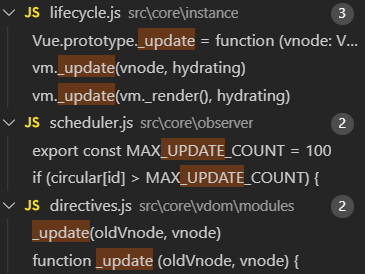 JS lifecycle.js src\core\instance 3
Vue.prototype._update = function (vnode: V...
vm._update(vnode, hydrating)
vm._update(vm._render(), hydrating)
JS scheduler.js src\core\observer 2
export const MAX_UPDATE_COUNT = 100
if (circular[id] > MAX_UPDATE_COUNT) {
JS directives.js src\core\vdom\modules 2
_update(oldVnode, vnode)
function _update (oldVnode, vnode) {